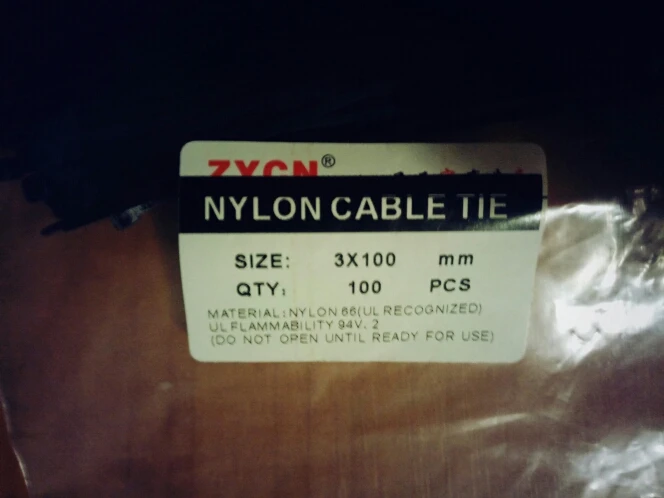 ZYCN®
NYLON CABLE TIE
SIZE: 3X100 mm
QTY: 100 PCS
MATERIAL:NYLON 66(UL RECOGNIZED)
UL FLAMMABILITY 94V. 2
(DO NOT OPEN UNTIL READY FOR USE)